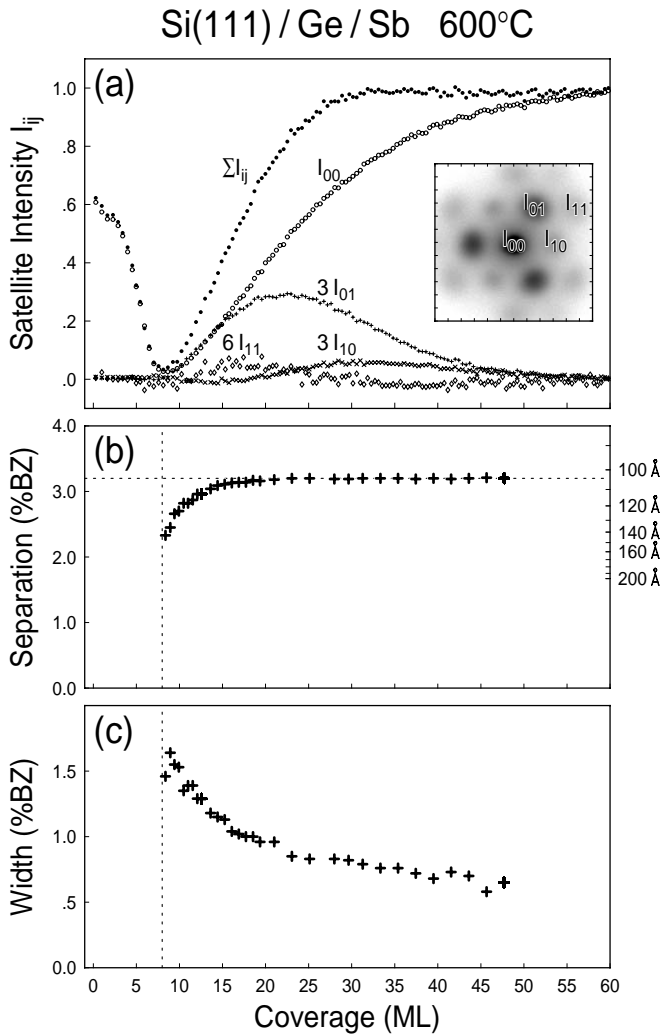 Si(111) / Ge / Sb 600°C
(a)
Satellite Intensity I_ij
1.0
.8
.6
.4
.2
.0
ΣI_ij
I_00
3 I_01
6 I_11
3 I_10
I_01 I_11
I_00 I_10
(b)
Separation (%BZ)
4.0
3.0
2.0
1.0
0.0
100 Å
120 Å
140 Å
160 Å
200 Å
(c)
Width (%BZ)
1.5
1.0
.5
0.0
0 5 10 15 20 25 30 35 40 45 50 55 60
Coverage (ML)